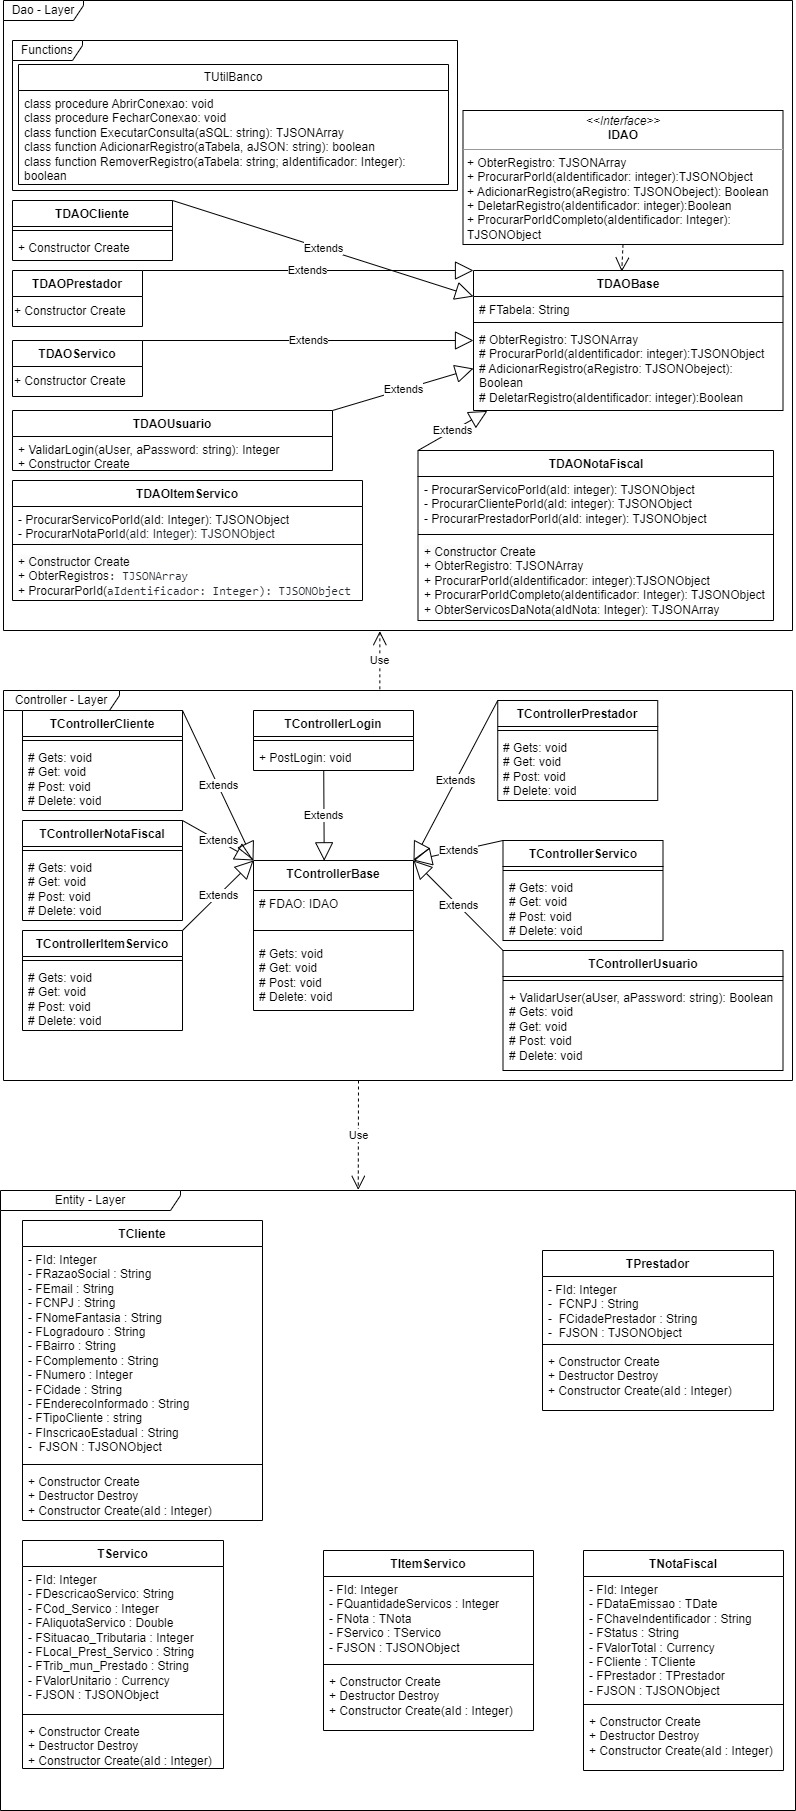 Dao - Layer
Functions
TUtilBanco
class procedure AbrirConexao: void
class procedure FecharConexao: void
class function ExecutarConsulta(aSQL: string): TJSONArray
class function AdicionarRegistro(aTabela, aJSON: string): boolean
class function RemoverRegistro(aTabela: string; aIdentificador: Integer):
boolean
<<Interface>>
IDAO
+ ObterRegistro: TJSONArray
+ ProcurarPorId(aIdentificador: integer):TJSONObject
+ AdicionarRegistro(aRegistro: TJSONObeject): Boolean
+ DeletarRegistro(aIdentificador: integer):Boolean
+ ProcurarPorIdCompleto(aIdentificador: Integer):
TJSONObject
TDAOCliente
+ Constructor Create
Extends
TDAOPrestador
+ Constructor Create
Extends
TDAOBase
# FTabela: String
# ObterRegistro: TJSONArray
# ProcurarPorId(aIdentificador: integer):TJSONObject
# AdicionarRegistro(aRegistro: TJSONObeject):
Boolean
# DeletarRegistro(aIdentificador: integer):Boolean
TDAOServico
+ Constructor Create
Extends
Extends
TDAOUsuario
+ ValidarLogin(aUser, aPassword: string): Integer
+ Constructor Create
Extends
TDAONotaFiscal
- ProcurarServicoPorId(aId: integer): TJSONObject
- ProcurarClientePorId(aId: integer): TJSONObject
- ProcurarPrestadorPorId(aId: integer): TJSONObject
+ Constructor Create
+ ObterRegistro: TJSONArray
+ ProcurarPorId(aIdentificador: integer):TJSONObject
+ ProcurarPorIdCompleto(aIdentificador: Integer): TJSONObject
+ ObterServicosDaNota(aIdNota: Integer): TJSONArray
TDAOItemServico
- ProcurarServicoPorId(aId: Integer): TJSONObject
- ProcurarNotaPorId(aId: Integer): TJSONObject
+ Constructor Create
+ ObterRegistros: TJSONArray
+ ProcurarPorId(aIdentificador: Integer): TJSONObject
Use
Controller - Layer
TControllerCliente
# Gets: void
# Get: void
# Post: void
# Delete: void
Extends
TControllerLogin
+ PostLogin: void
Extends
TControllerPrestador
# Gets: void
# Get: void
# Post: void
# Delete: void
Extends
TControllerNotaFiscal
# Gets: void
# Get: void
# Post: void
# Delete: void
Extends
TControllerBase
# FDAO: IDAO
# Gets: void
# Get: void
# Post: void
# Delete: void
TControllerServico
# Gets: void
# Get: void
# Post: void
# Delete: void
Extends
TControllerItemServico
# Gets: void
# Get: void
# Post: void
# Delete: void
Extends
TControllerUsuario
+ ValidarUser(aUser, aPassword: string): Boolean
# Gets: void
# Get: void
# Post: void
# Delete: void
Extends
Use
Entity - Layer
TCliente
- FId: Integer
- FRazaoSocial : String
- FEmail : String
- FCNPJ : String
- FNomeFantasia : String
- FLogradouro : String
- FBairro : String
- FComplemento : String
- FNumero : Integer
- FCidade : String
- FEnderecoInformado : String
- FTipoCliente : string
- FInscricaoEstadual : String
- FJSON : TJSONObject
+ Constructor Create
+ Destructor Destroy
+ Constructor Create(aId : Integer)
TPrestador
- FId: Integer
- FCNPJ : String
- FCidadePrestador : String
- FJSON : TJSONObject
+ Constructor Create
+ Destructor Destroy
+ Constructor Create(aId : Integer)
TServico
- FId: Integer
- FDescricaoServico: String
- FCod_Servico : Integer
- FAliquotaServico : Double
- FSituacao_Tributaria : Integer
- FLocal_Prest_Servico : String
- FTrib_mun_Prestado : String
- FValorUnitario : Currency
- FJSON : TJSONObject
+ Constructor Create
+ Destructor Destroy
+ Constructor Create(aId : Integer)
TItemServico
- FId: Integer
- FQuantidadeServicos : Integer
- FNota : TNota
- FServico : TServico
- FJSON : TJSONObject
+ Constructor Create
+ Destructor Destroy
+ Constructor Create(aId : Integer)
TNotaFiscal
- FId: Integer
- FDataEmissao : TDate
- FChaveIndentificador : String
- FStatus : String
- FValorTotal : Currency
- FCliente : TCliente
- FPrestador : TPrestador
- FJSON : TJSONObject
+ Constructor Create
+ Destructor Destroy
+ Constructor Create(aId : Integer)